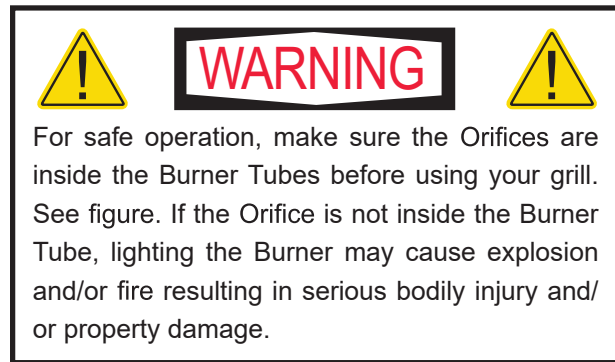 WARNING
For safe operation, make sure the Orifices are
inside the Burner Tubes before using your grill.
See figure. If the Orifice is not inside the Burner
Tube, lighting the Burner may cause explosion
and/or fire resulting in serious bodily injury and/
or property damage.